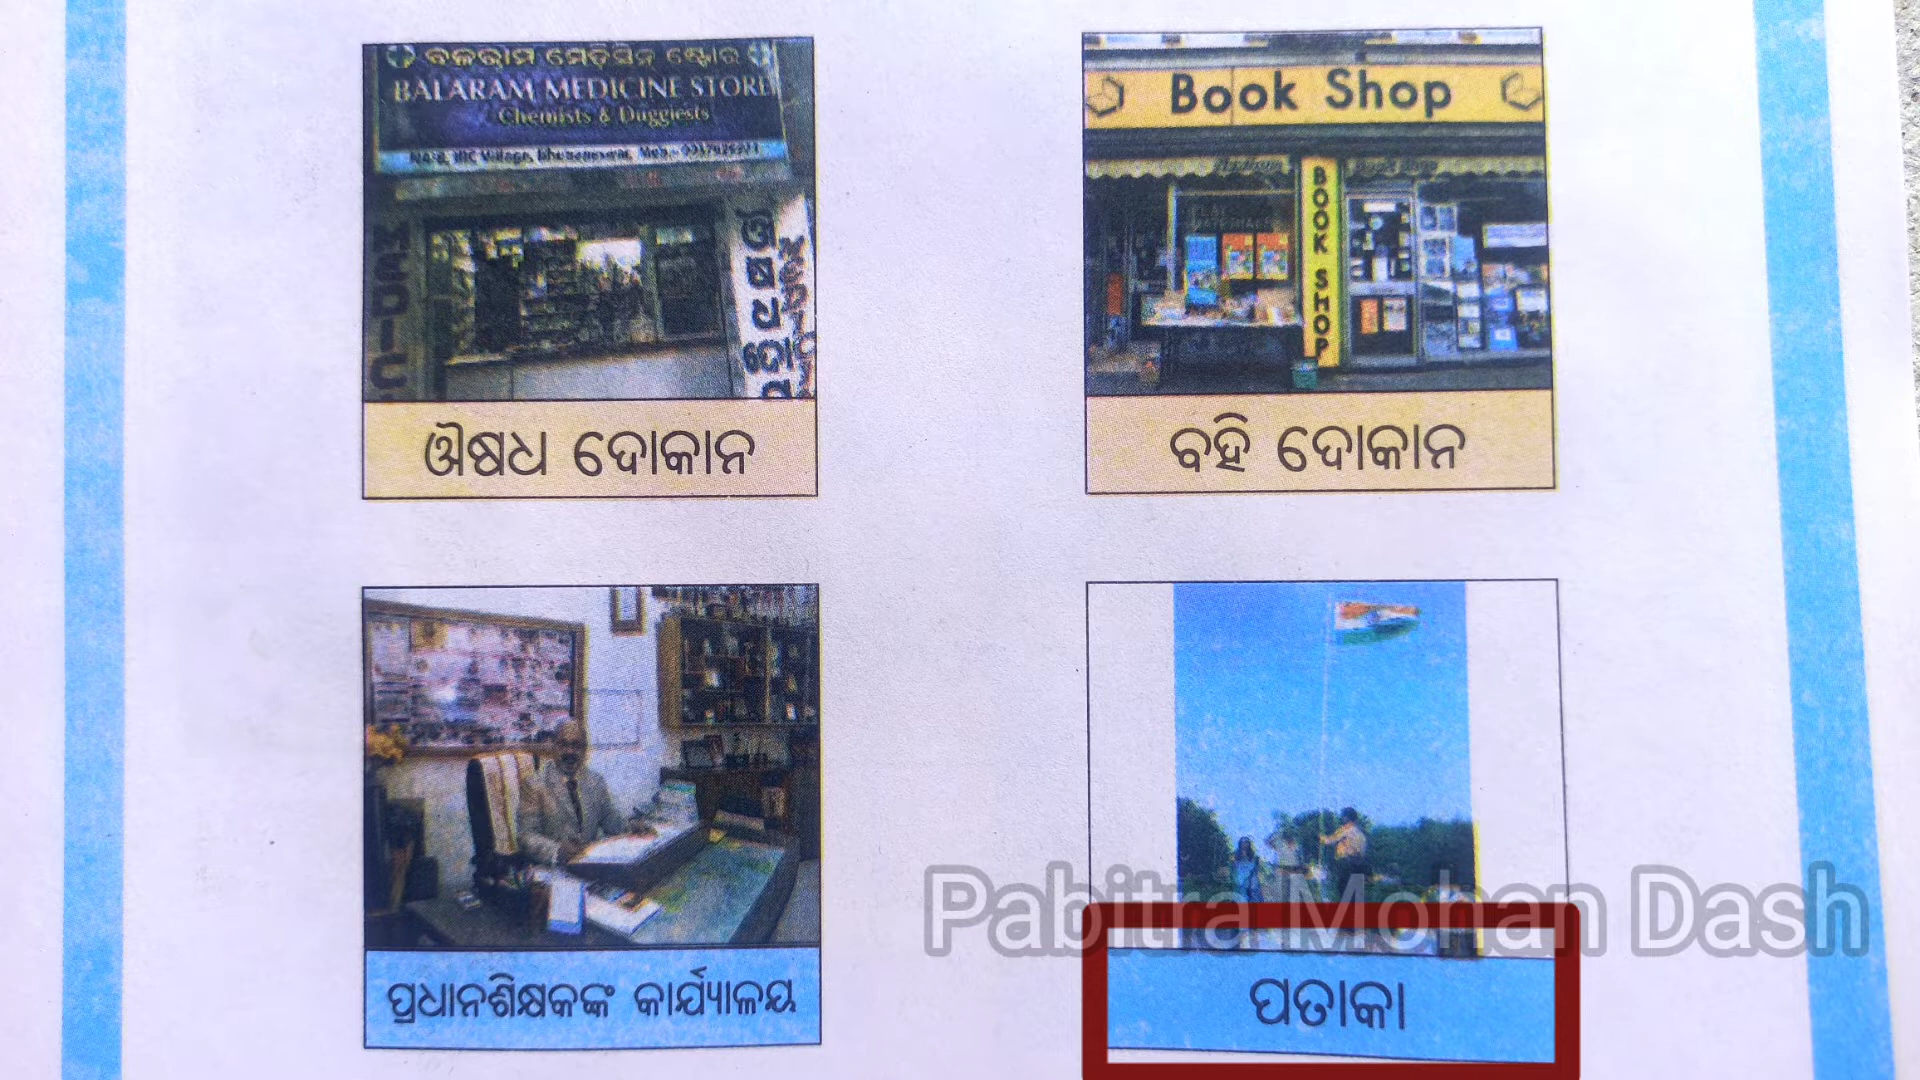 ବଳରାମ ମେଡ଼ିସିନ ଷ୍ଟୋର
BALARAM MEDICINE STORE
Chemists & Duggiests
ଔଷଧ ଦୋକାନ
Book Shop
BOOK SHOP
ବହି ଦୋକାନ
ପ୍ରଧାନଶିକ୍ଷକଙ୍କ କାର୍ଯ୍ୟାଳୟ
ପତାକା
Pabitra Mohan Dash